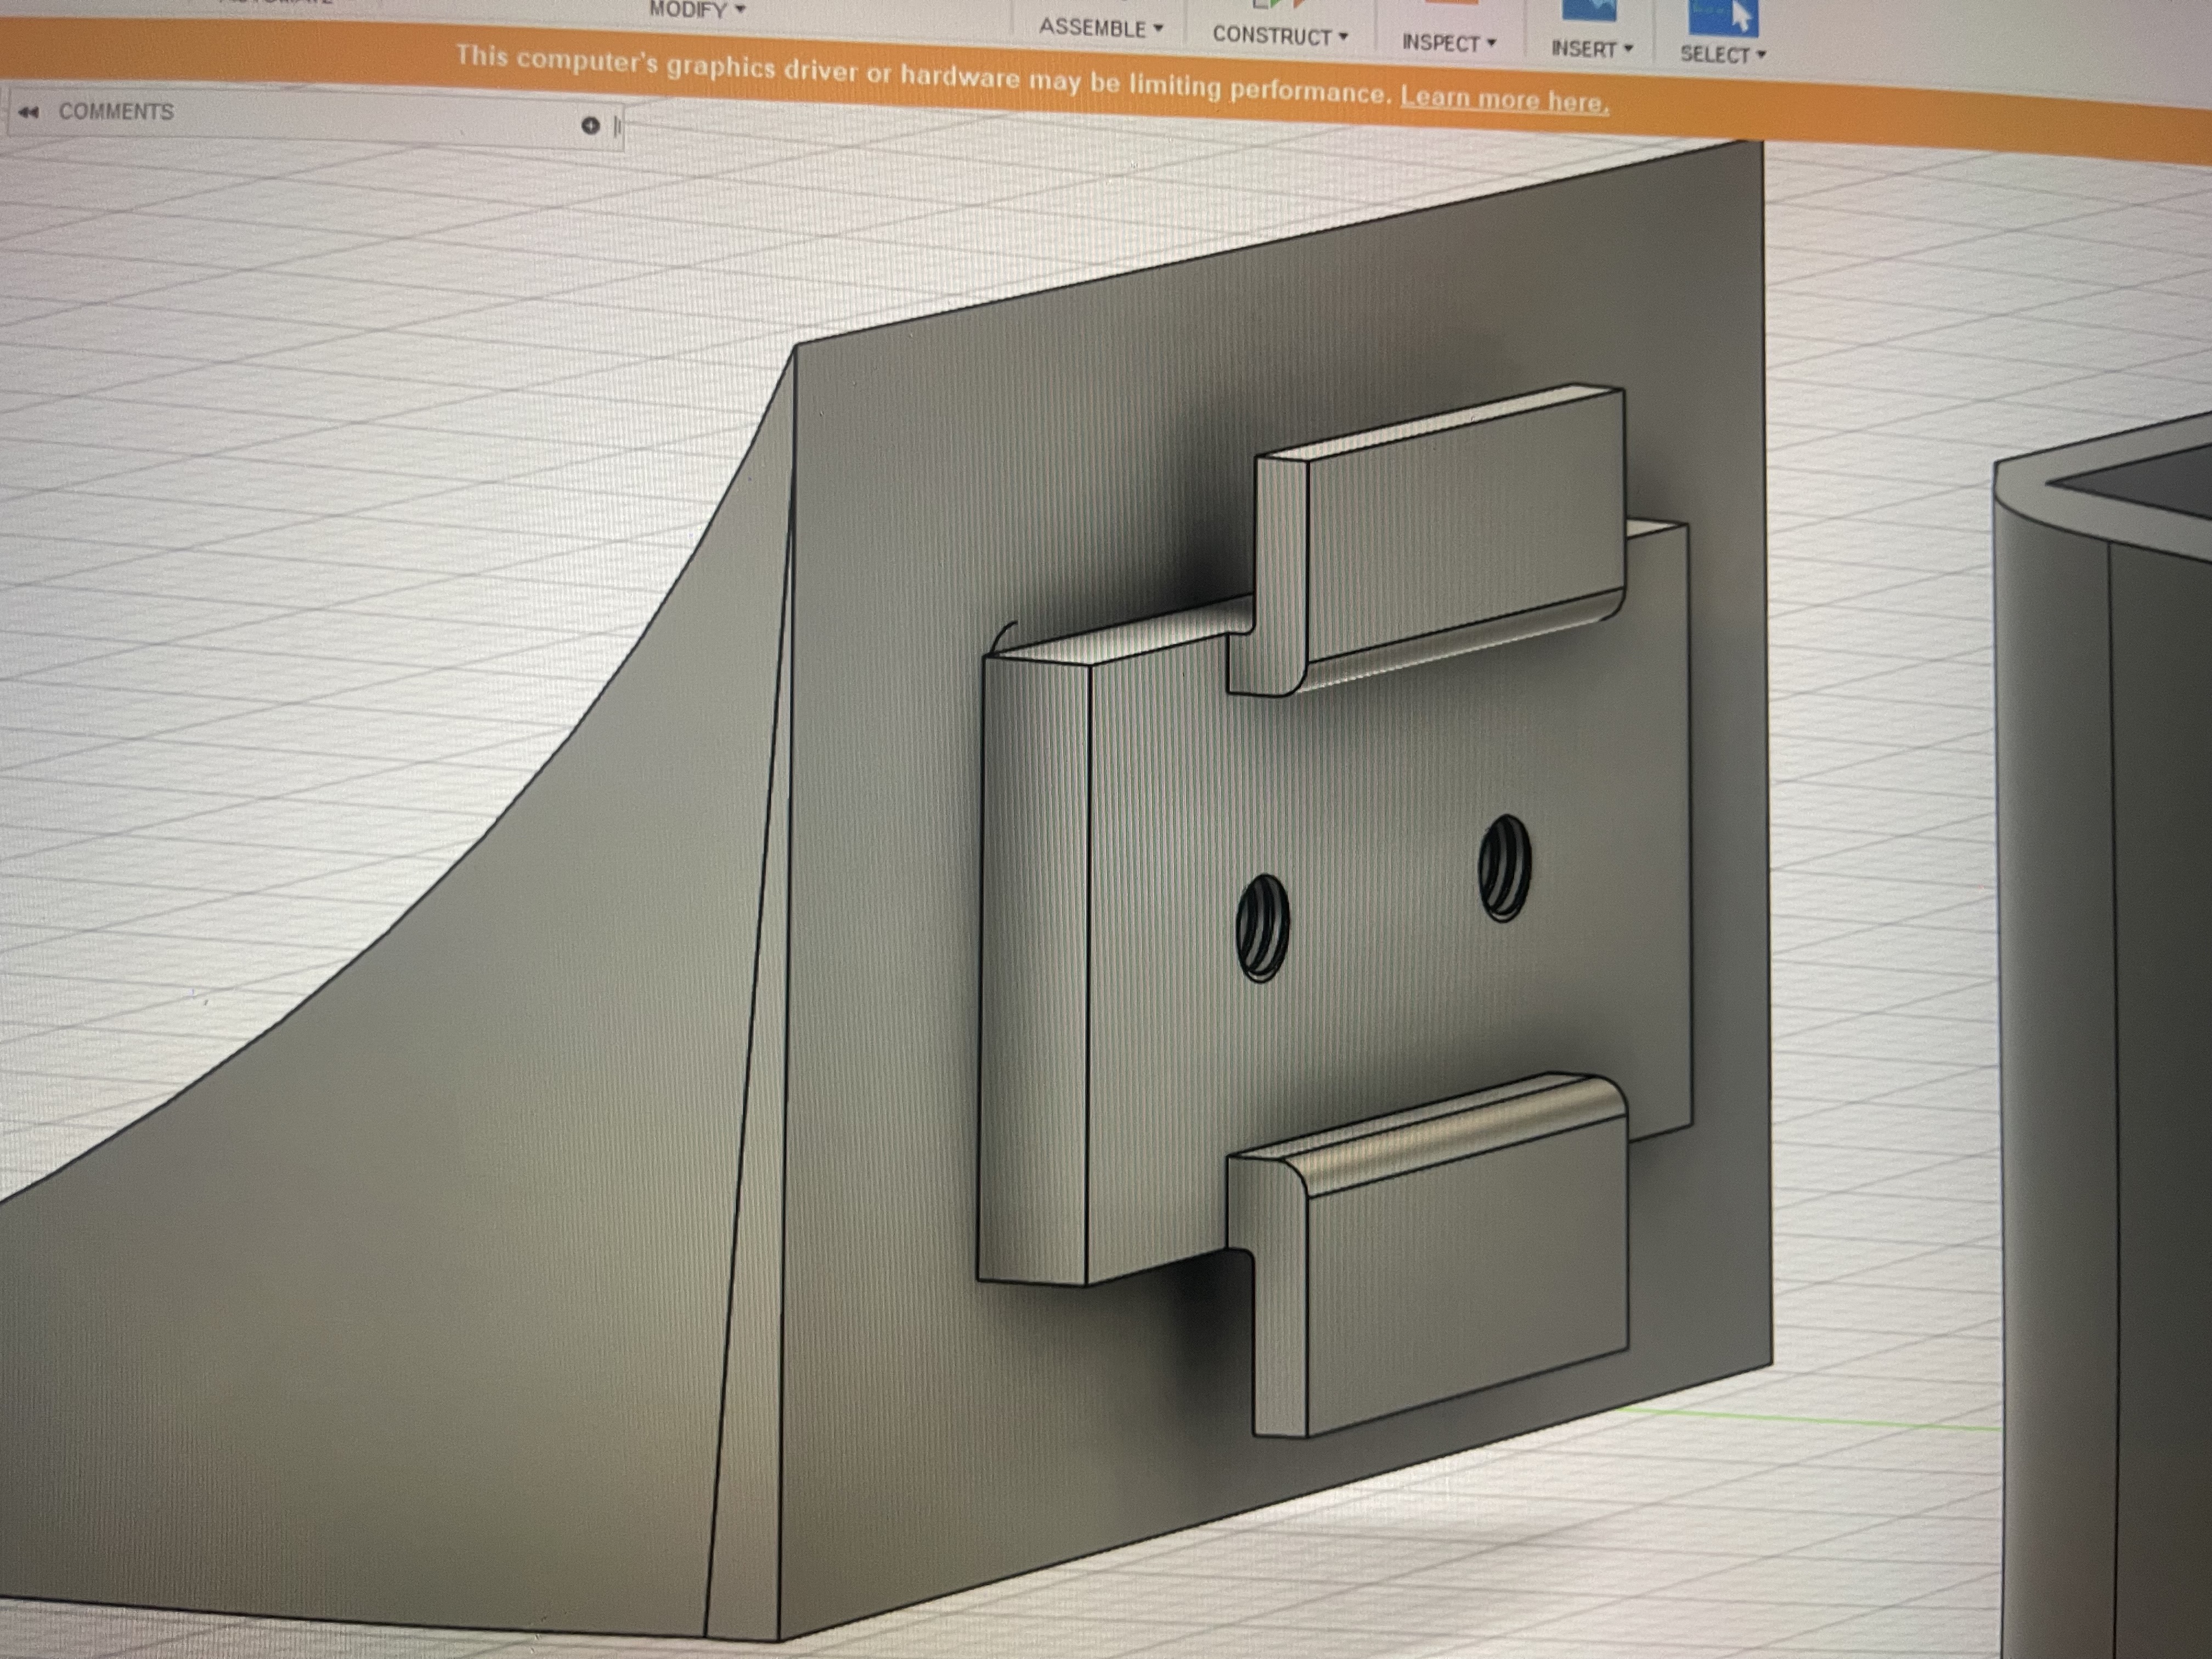 MODIFY
ASSEMBLE
CONSTRUCT
INSPECT
INSERT
SELECT
This computer's graphics driver or hardware may be limiting performance. Learn more here.
COMMENTS